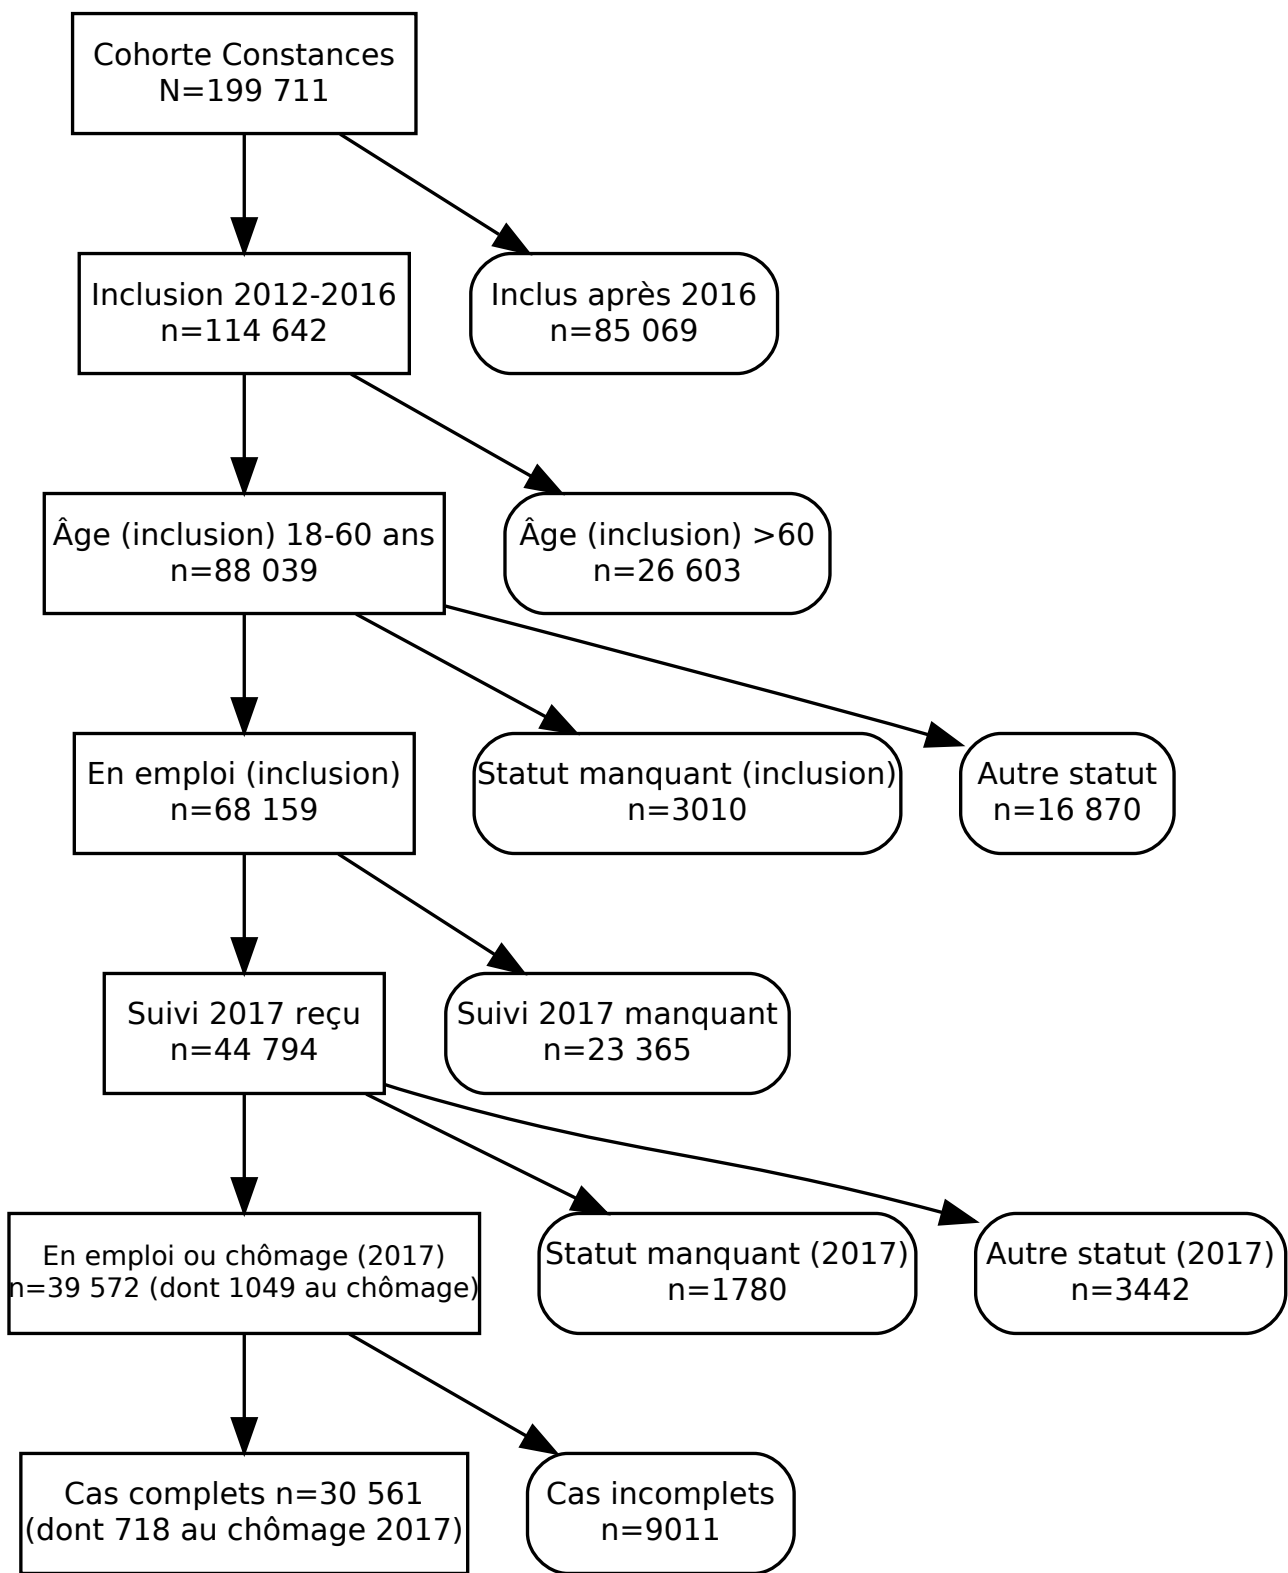 Cohorte Constances
N=199 711
Inclusion 2012-2016
n=114 642
Inclus après 2016
n=85 069
Âge (inclusion) 18-60 ans
n=88 039
Âge (inclusion) >60
n=26 603
En emploi (inclusion)
n=68 159
Statut manquant (inclusion)
n=3010
Autre statut
n=16 870
Suivi 2017 reçu
n=44 794
Suivi 2017 manquant
n=23 365
En emploi ou chômage (2017)
n=39 572 (dont 1049 au chômage)
Statut manquant (2017)
n=1780
Autre statut (2017)
n=3442
Cas complets n=30 561
(dont 718 au chômage 2017)
Cas incomplets
n=9011